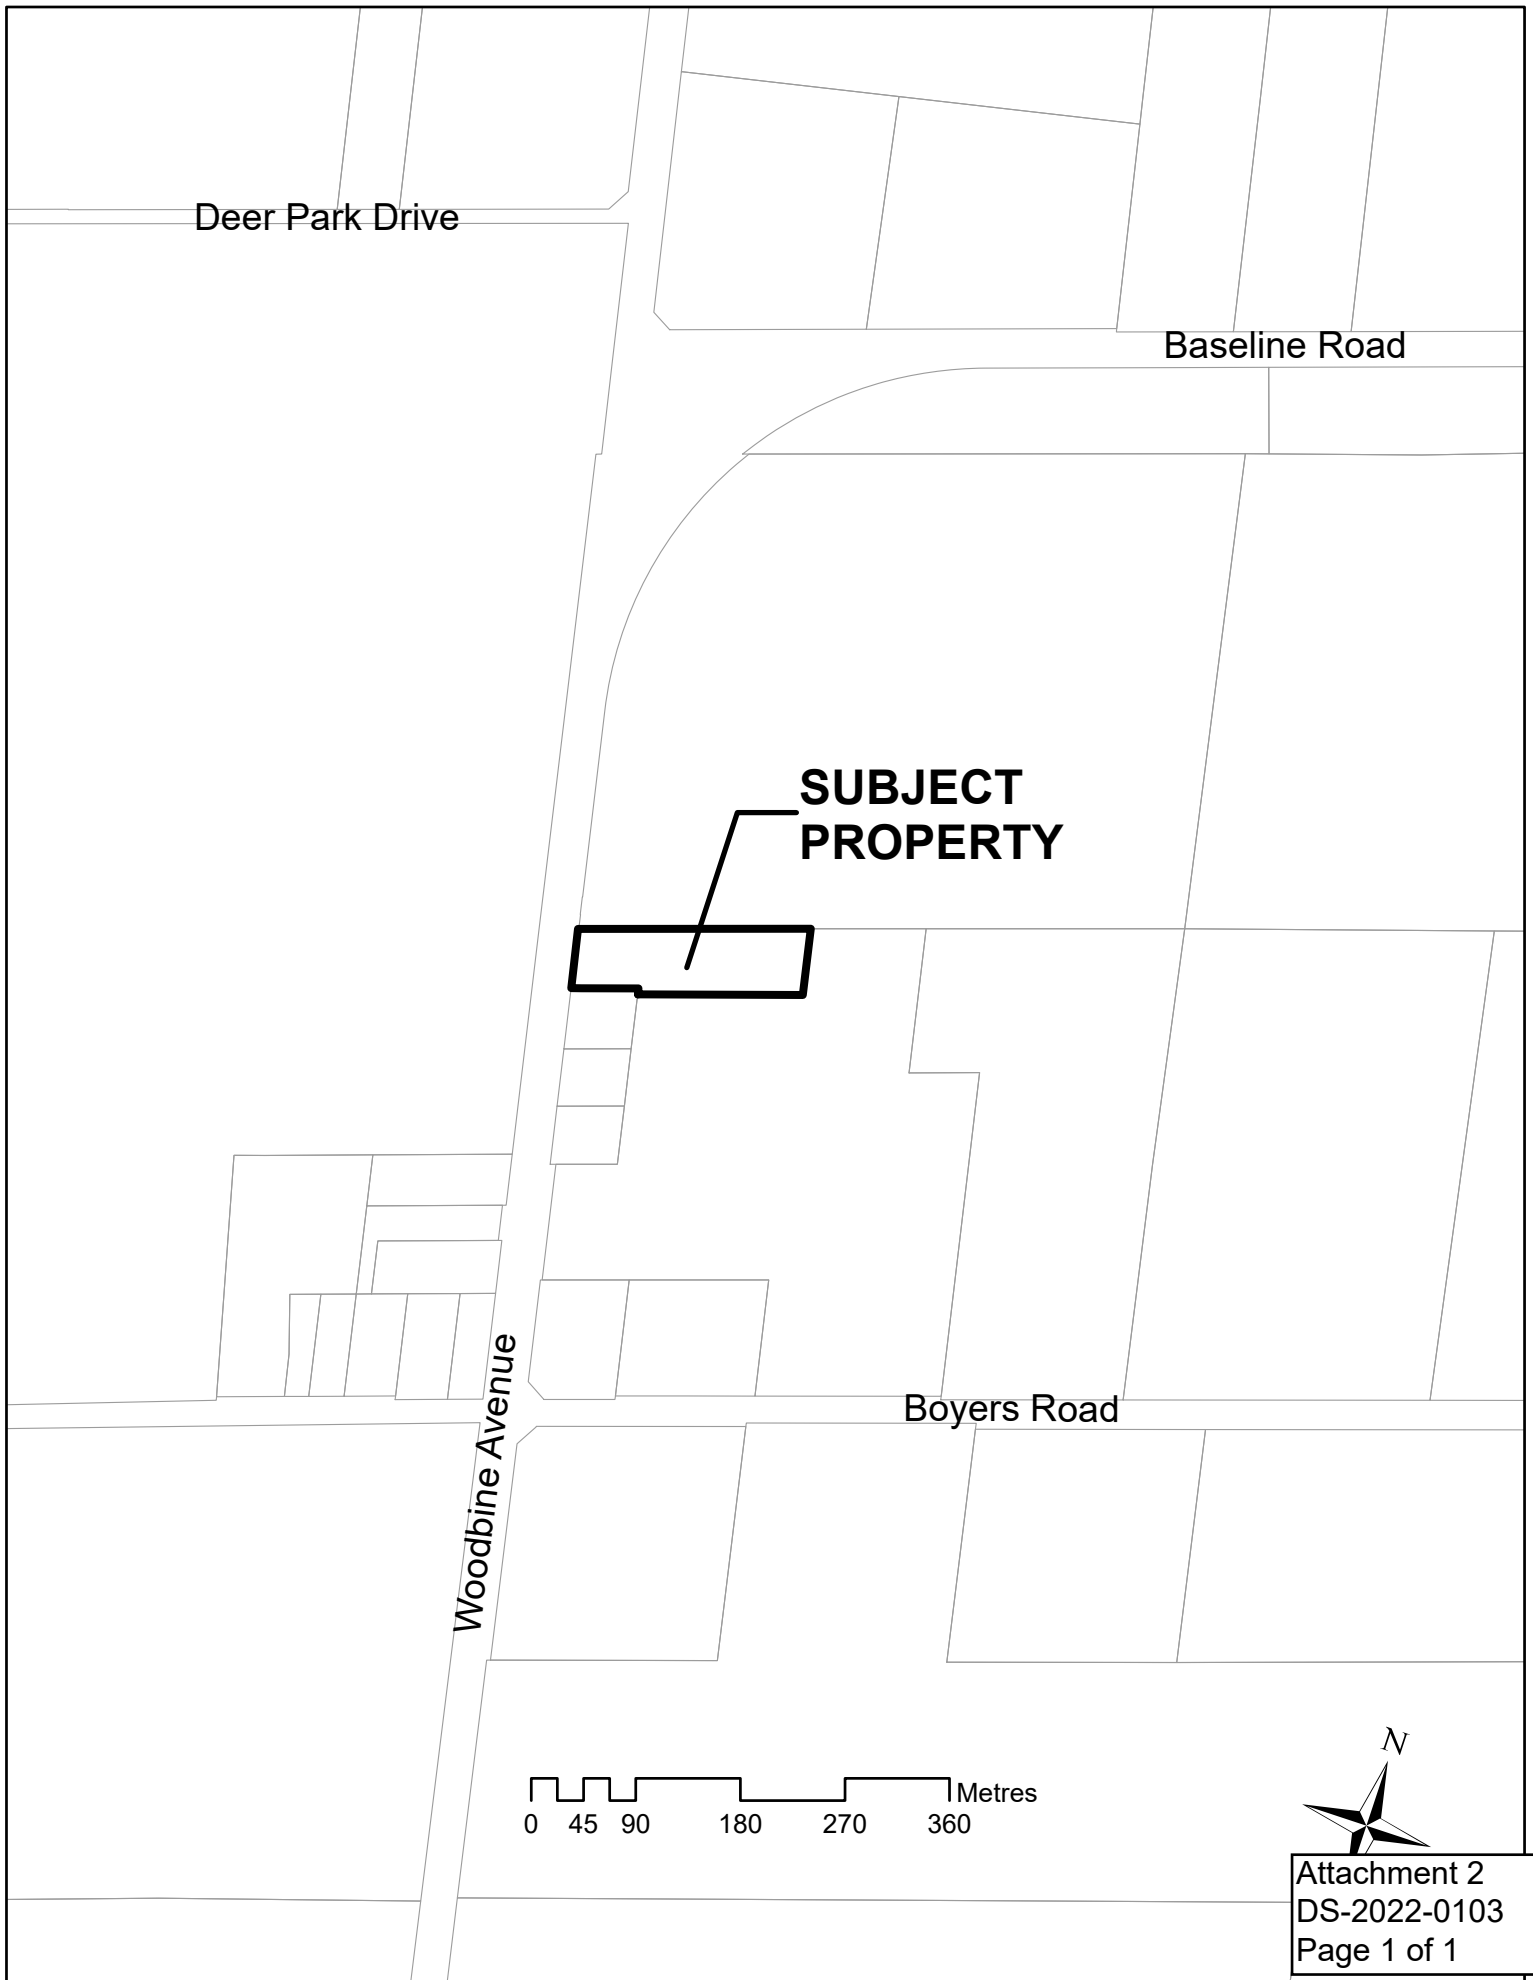 Deer Park Drive
Baseline Road
SUBJECT
PROPERTY
Boyers Road
Woodbine Avenue
N
Metres
0 45 90 180 270 360
Attachment 2
DS-2022-0103
Page 1 of 1